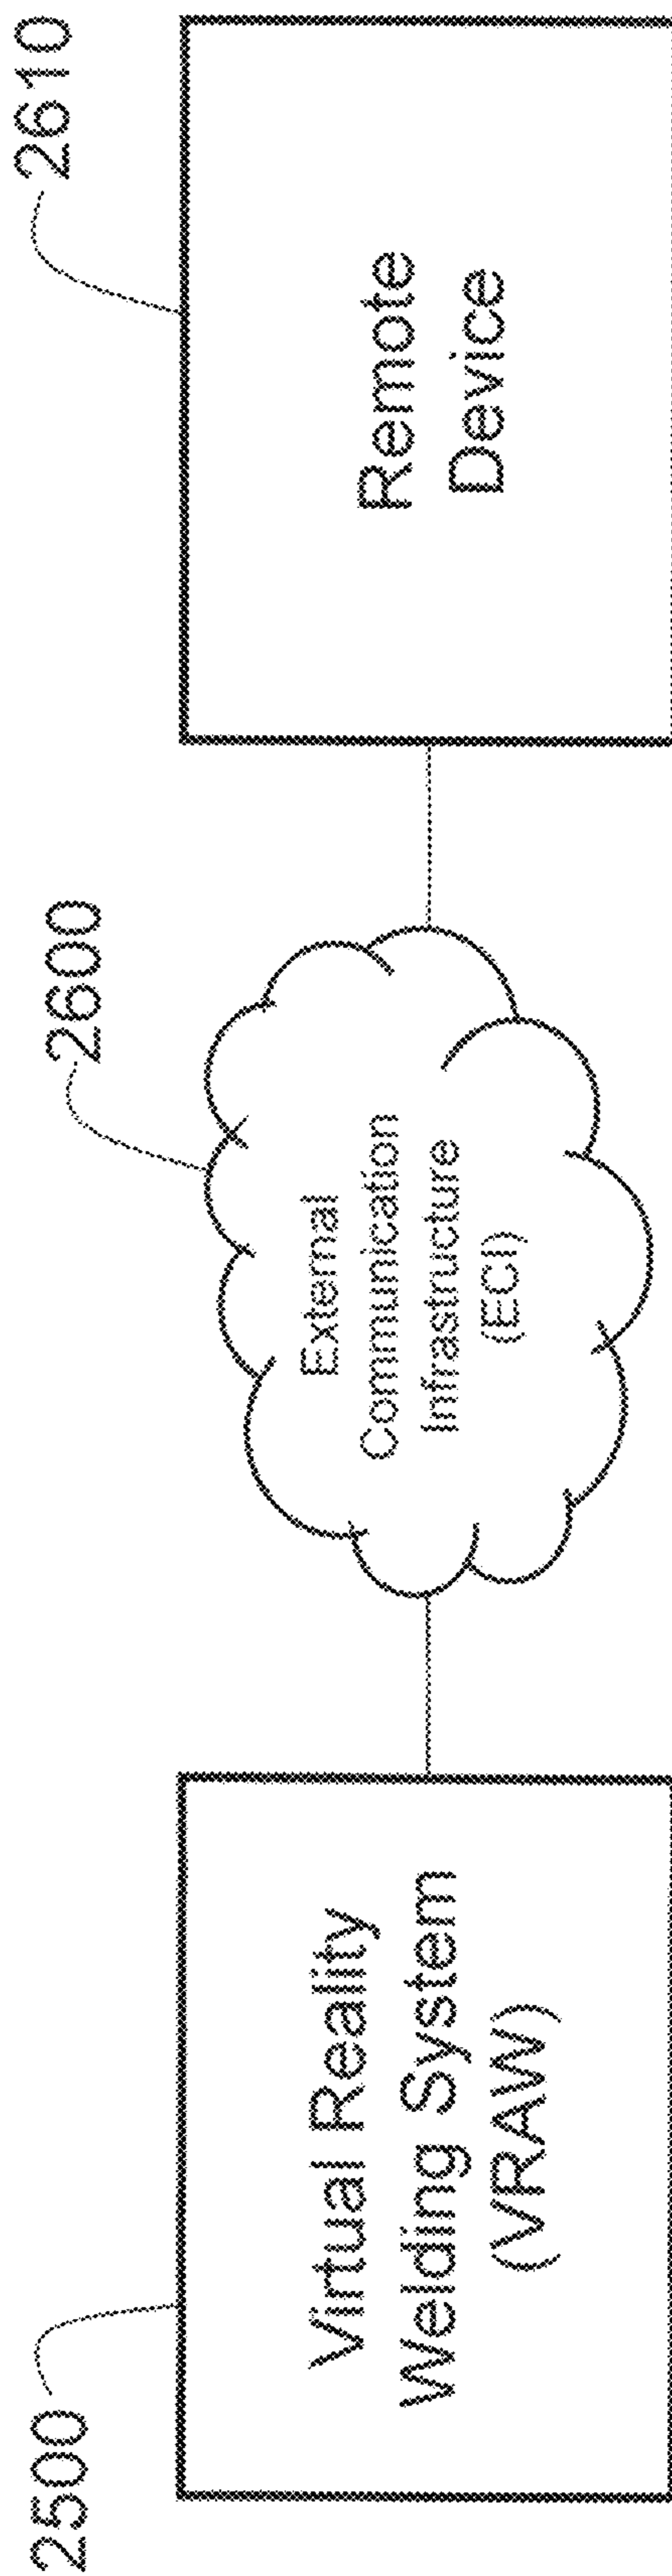 2500
Virtual Reality
Welding System
(VRAW)
2600
External
Communication
Infrastructure
(ECI)
2610
Remote
Device